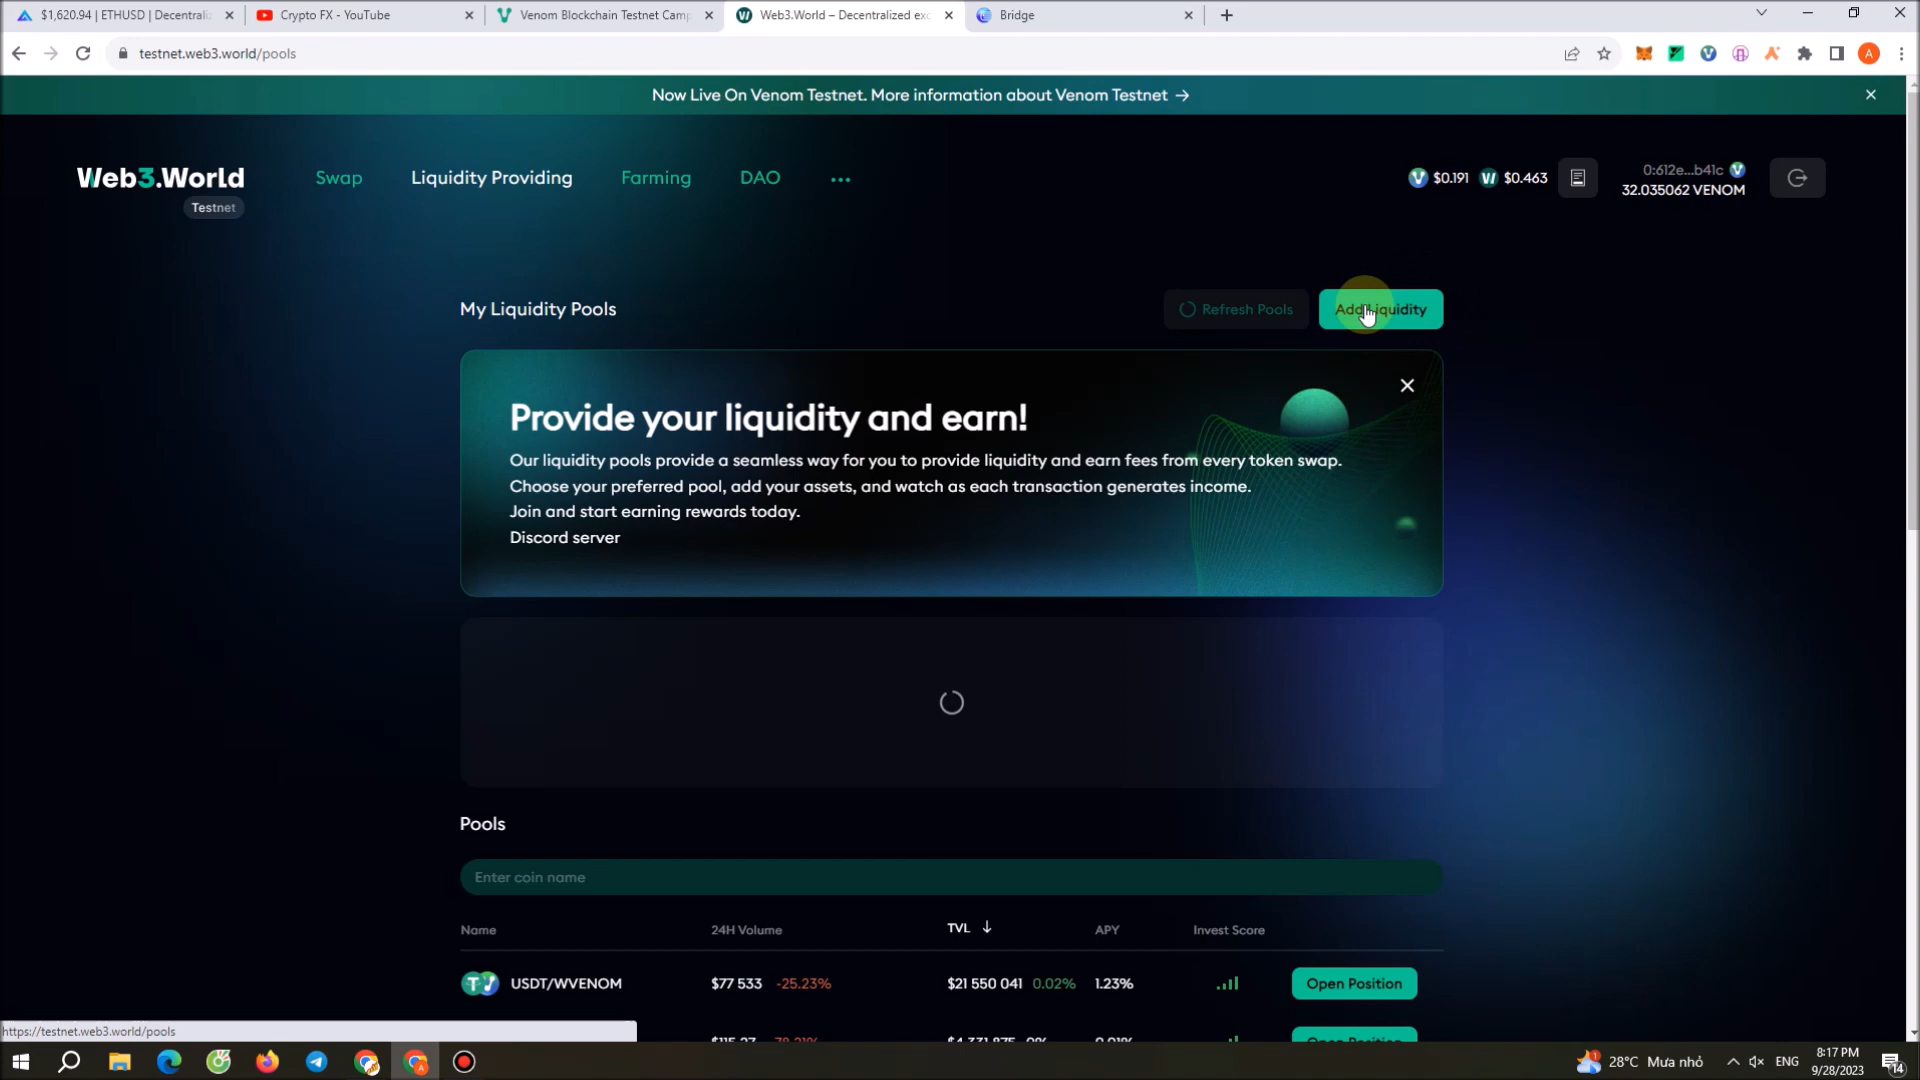 $1,620.94 | ETHUSD | Decentraliz
Crypto FX - YouTube
Venom Blockchain Testnet Camp
Web3.World – Decentralized exc
Bridge
testnet.web3.world/pools
A
Now Live On Venom Testnet. More information about Venom Testnet →
Web3.World
Testnet
Swap
Liquidity Providing
Farming
DAO
$0.191
$0.463
0:612e...b41c
32.035062 VENOM
My Liquidity Pools
Refresh Pools
Add Liquidity
Provide your liquidity and earn!
Our liquidity pools provide a seamless way for you to provide liquidity and earn fees from every token swap.
Choose your preferred pool, add your assets, and watch as each transaction generates income.
Join and start earning rewards today.
Discord server
Pools
Enter coin name
Name 24H Volume TVL ↓ APY Invest Score
USDT/WVENOM $77 533 -25.23% $21 550 041 0.02% 1.23% Open Position
https://testnet.web3.world/pools
28°C Mưa nhỏ
ENG
8:17 PM
9/28/2023
14